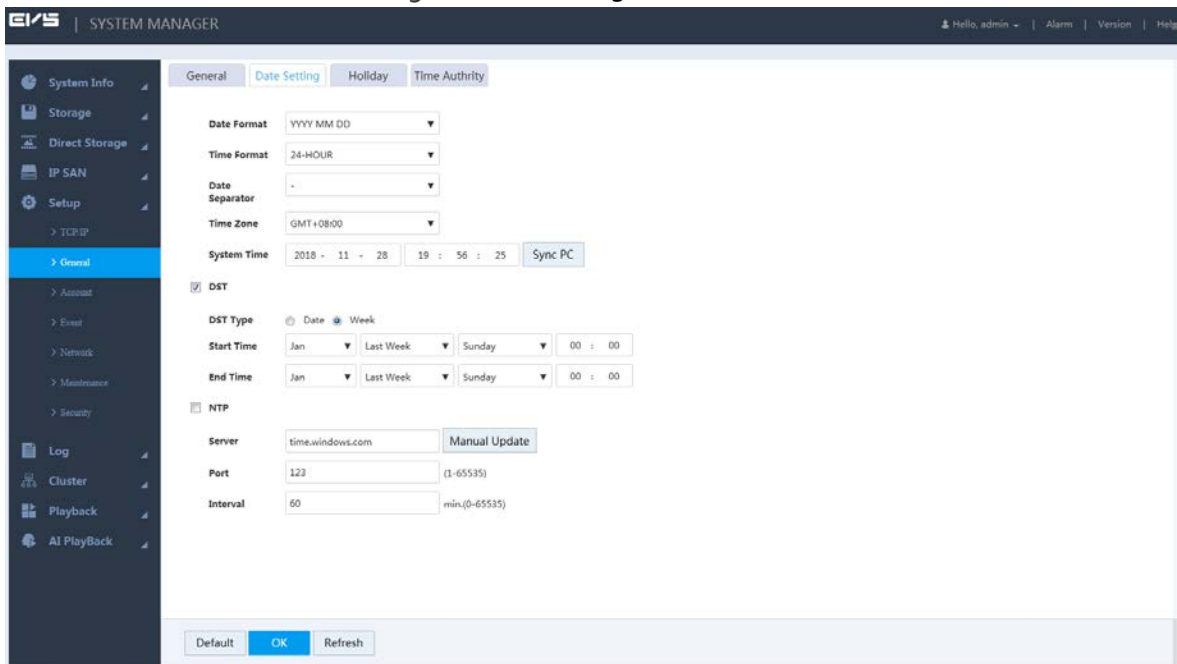 EVS | SYSTEM MANAGER
Hello, admin | Alarm | Version | Help
System Info
Storage
Direct Storage
IP SAN
Setup
> TCP/IP
> General
> Account
> Event
> Network
> Maintenance
> Security
Log
Cluster
Playback
AI PlayBack
General Date Setting Holiday Time Authrity
Date Format YYYY MM DD
Time Format 24-HOUR
Date Separator -
Time Zone GMT+08:00
System Time 2018 - 11 - 28 19 : 56 : 25 Sync PC
DST
DST Type Date Week
Start Time Jan Last Week Sunday 00 : 00
End Time Jan Last Week Sunday 00 : 00
NTP
Server time.windows.com Manual Update
Port 123 (1-65535)
Interval 60 min.(0-65535)
Default OK Refresh